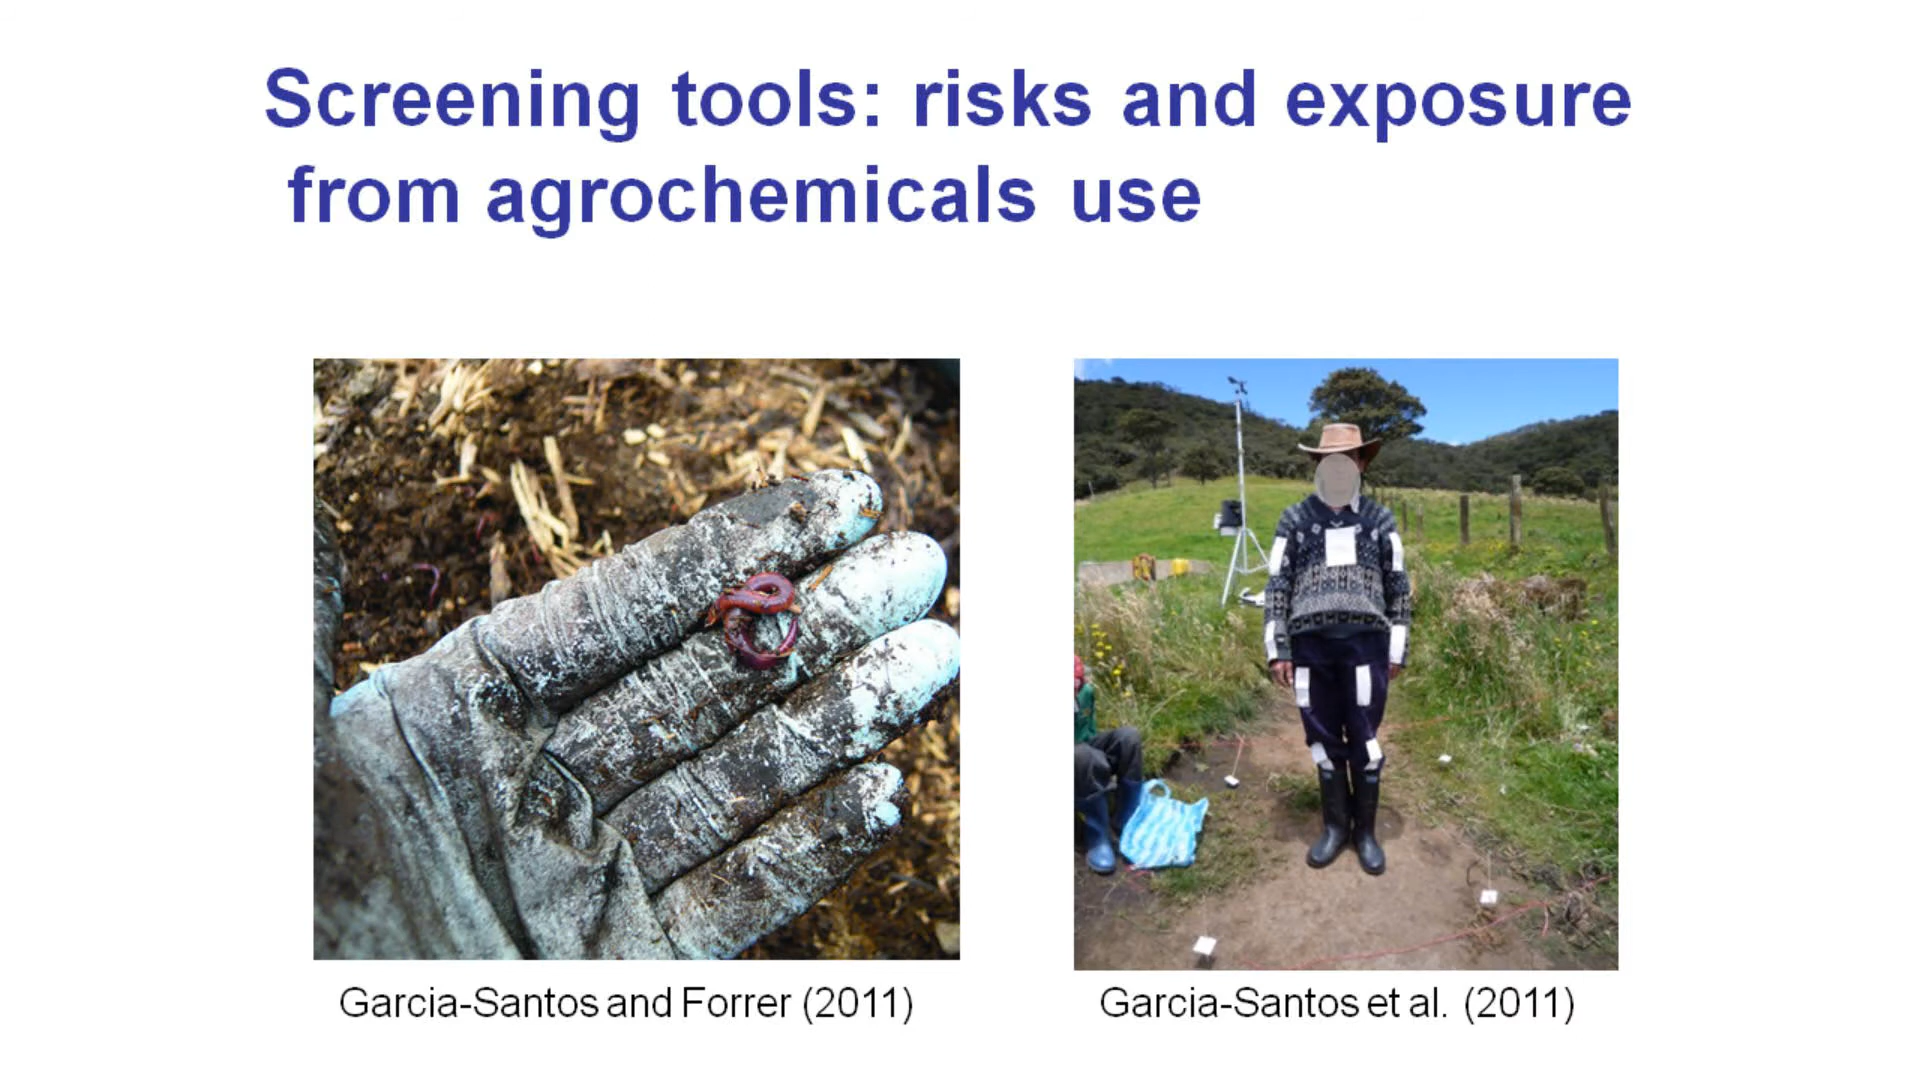 Screening tools: risks and exposure
from agrochemicals use
Garcia-Santos and Forrer (2011)
Garcia-Santos et al. (2011)